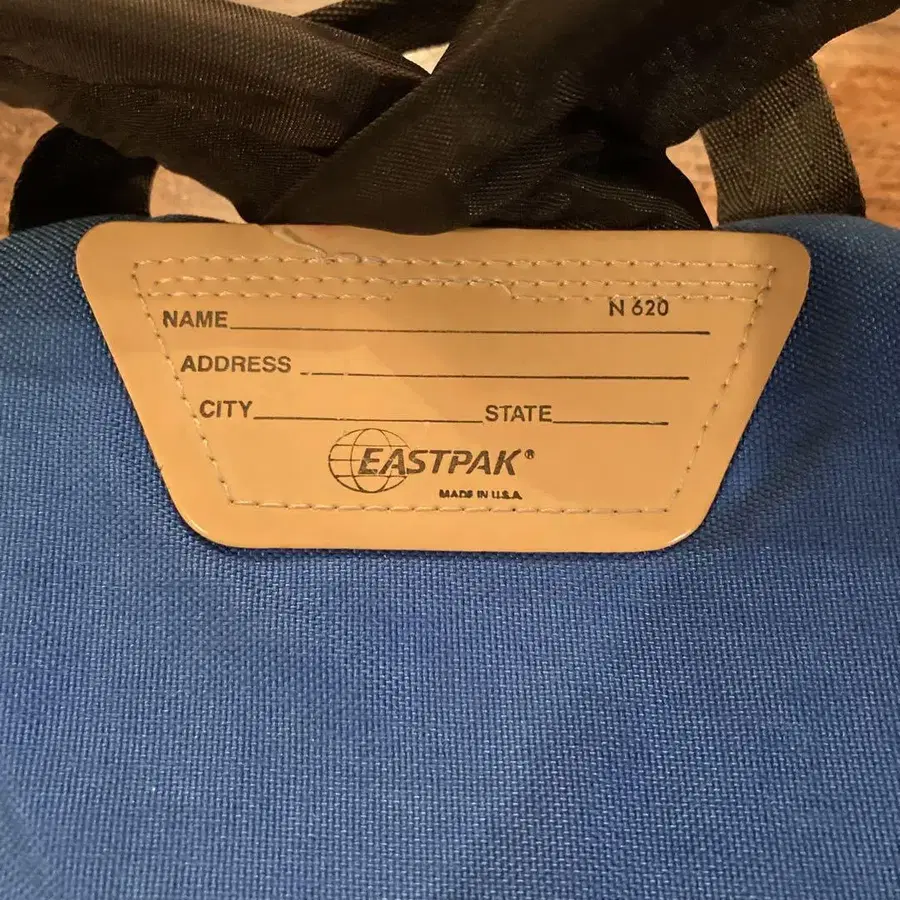 N 620
NAME
ADDRESS
CITY STATE
EASTPAK®
MADE IN U.S.A.